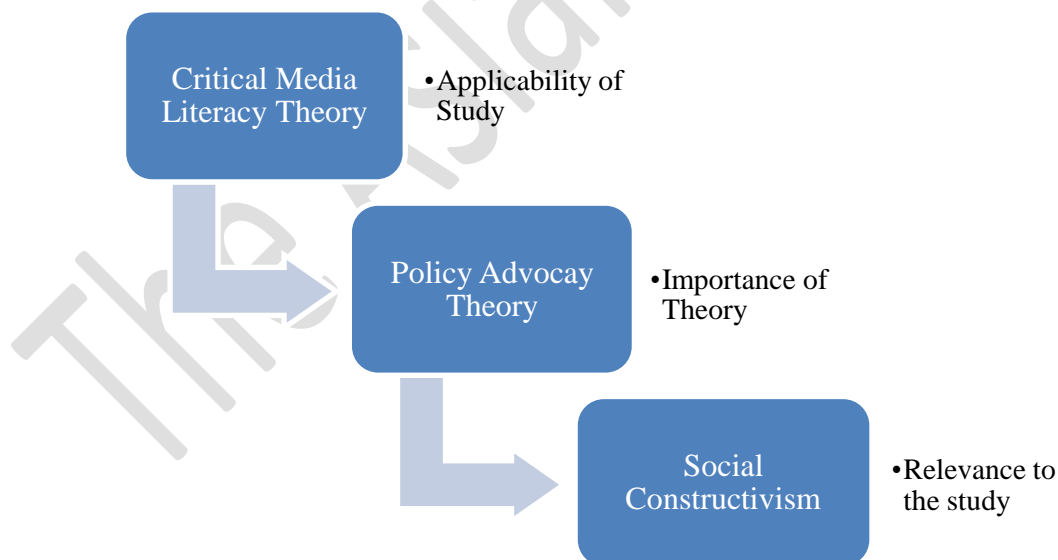 Critical Media
Literacy Theory
•Applicability of
Study
Policy Advocay
Theory
•Importance of
Theory
Social
Constructivism
•Relevance to
the study
The